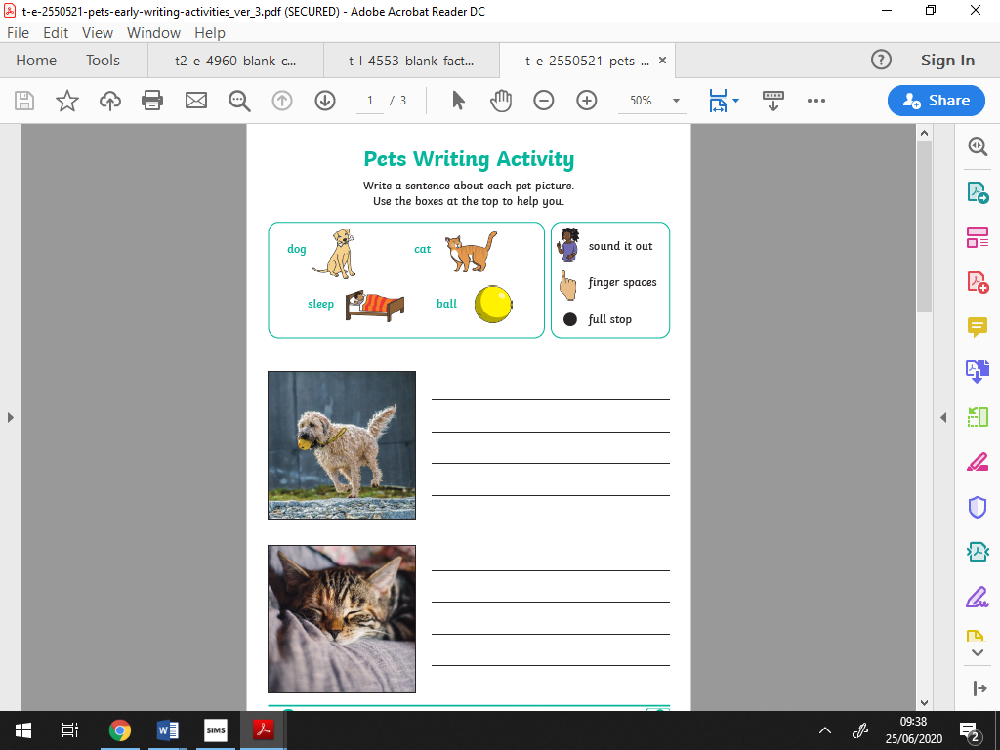 t-e-2550521-pets-early-writing-activities_ver_3.pdf (SECURED) - Adobe Acrobat Reader DC
File Edit View Window Help
Home Tools t2-e-4960-blank-c... t-l-4553-blank-fact... t-e-2550521-pets-... × ? Sign In
1 / 3 50% Share
Pets Writing Activity
Write a sentence about each pet picture.
Use the boxes at the top to help you.
dog cat
sleep ball
sound it out
finger spaces
full stop
SIMS
09:38
25/06/2020
2